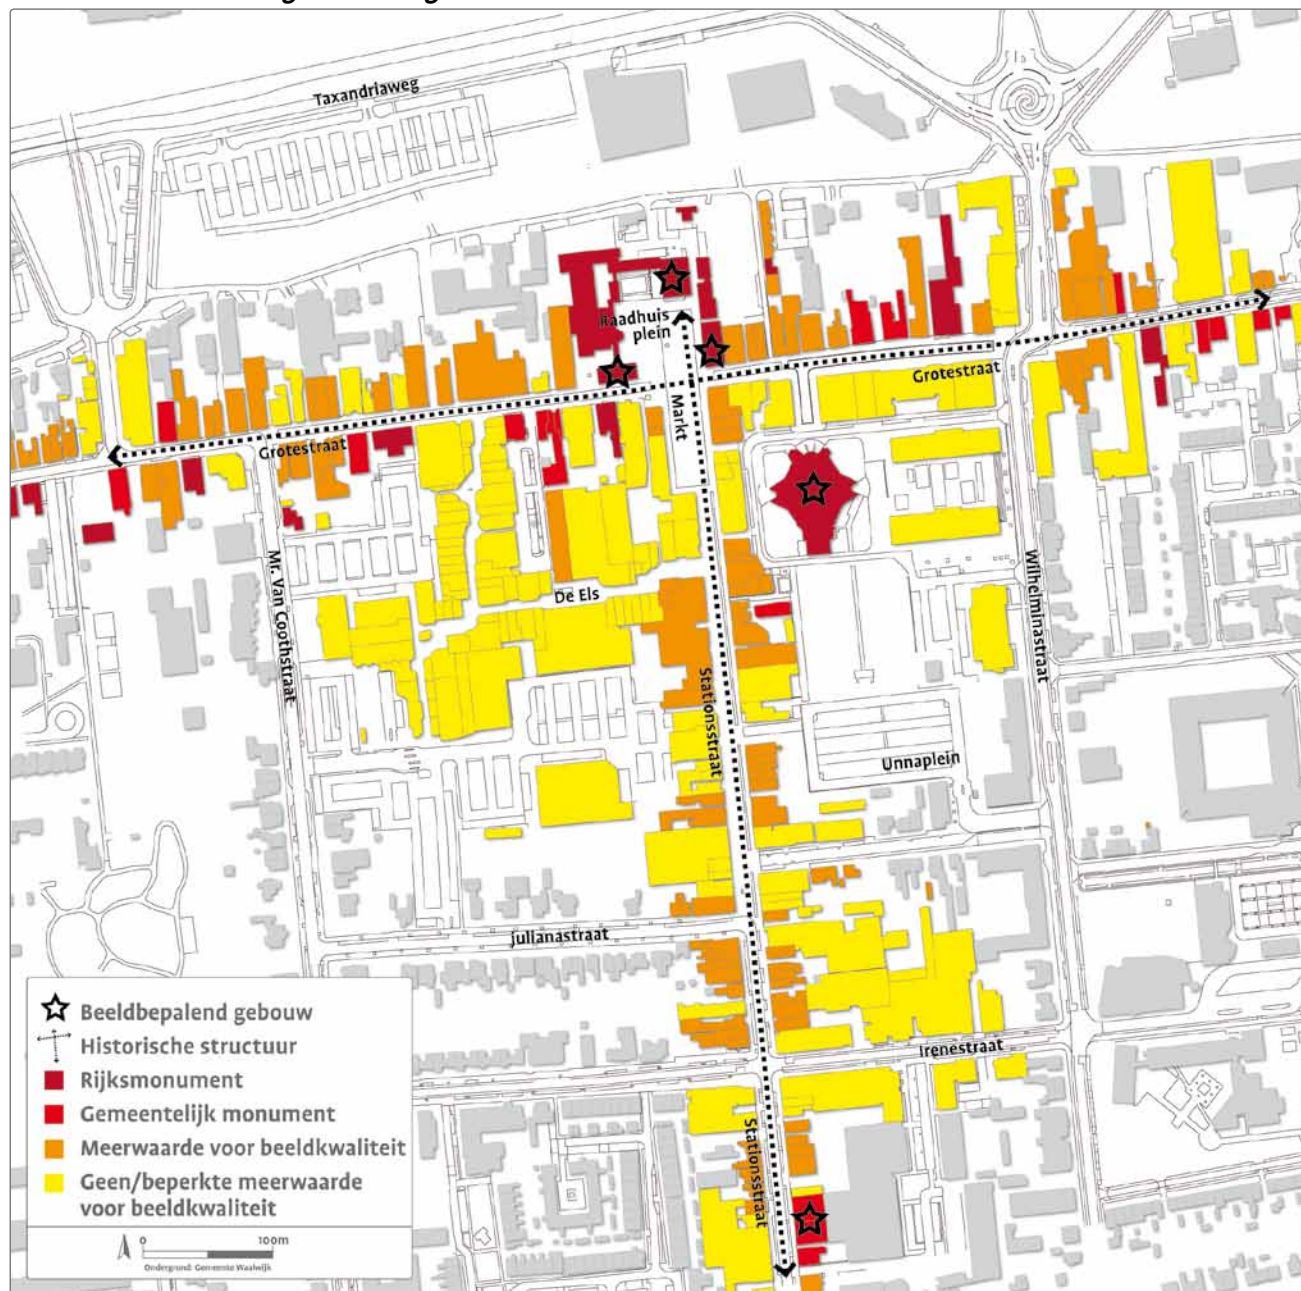 Taxandriaweg
Raadhuis
plein
Markt
Grotestraat
Grotestraat
Mr. Van Coothstraat
De Els
Stationsstraat
Wilhelminastraat
Unnaplein
Julianastraat
Irenestraat
Stationsstraat
Beeldbepalend gebouw
Historische structuur
Rijksmonument
Gemeentelijk monument
Meerwaarde voor beeldkwaliteit
Geen/beperkte meerwaarde
voor beeldkwaliteit
0 100m
Ondergrond: Gemeente Waalwijk